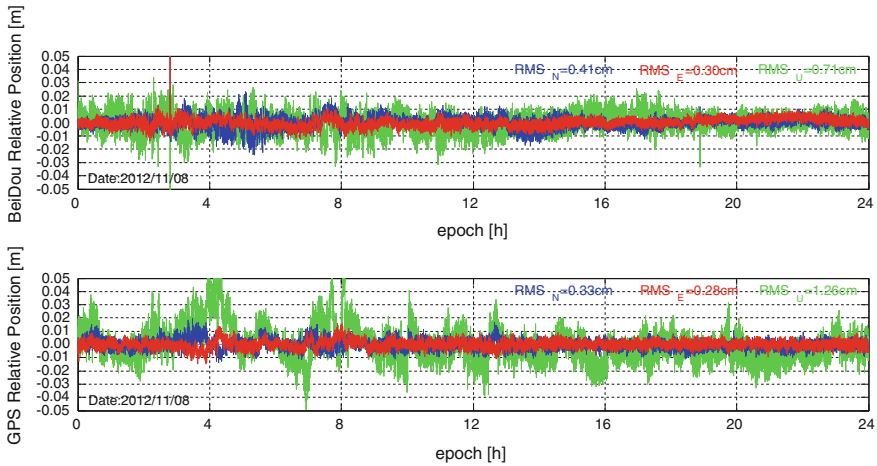 BeiDou Relative Position [m]
0.05
0.04
0.03
0.02
0.01
0.00
-0.01
-0.02
-0.03
-0.04
-0.05
RMS N=0.41cm
RMS E=0.30cm
RMS U=0.71cm
Date:2012/11/08
0 4 8 12 16 20 24
epoch [h]
GPS Relative Position [m]
0.05
0.04
0.03
0.02
0.01
0.00
-0.01
-0.02
-0.03
-0.04
-0.05
RMS N=0.33cm
RMS E=0.28cm
RMS U=1.26cm
Date:2012/11/08
0 4 8 12 16 20 24
epoch [h]